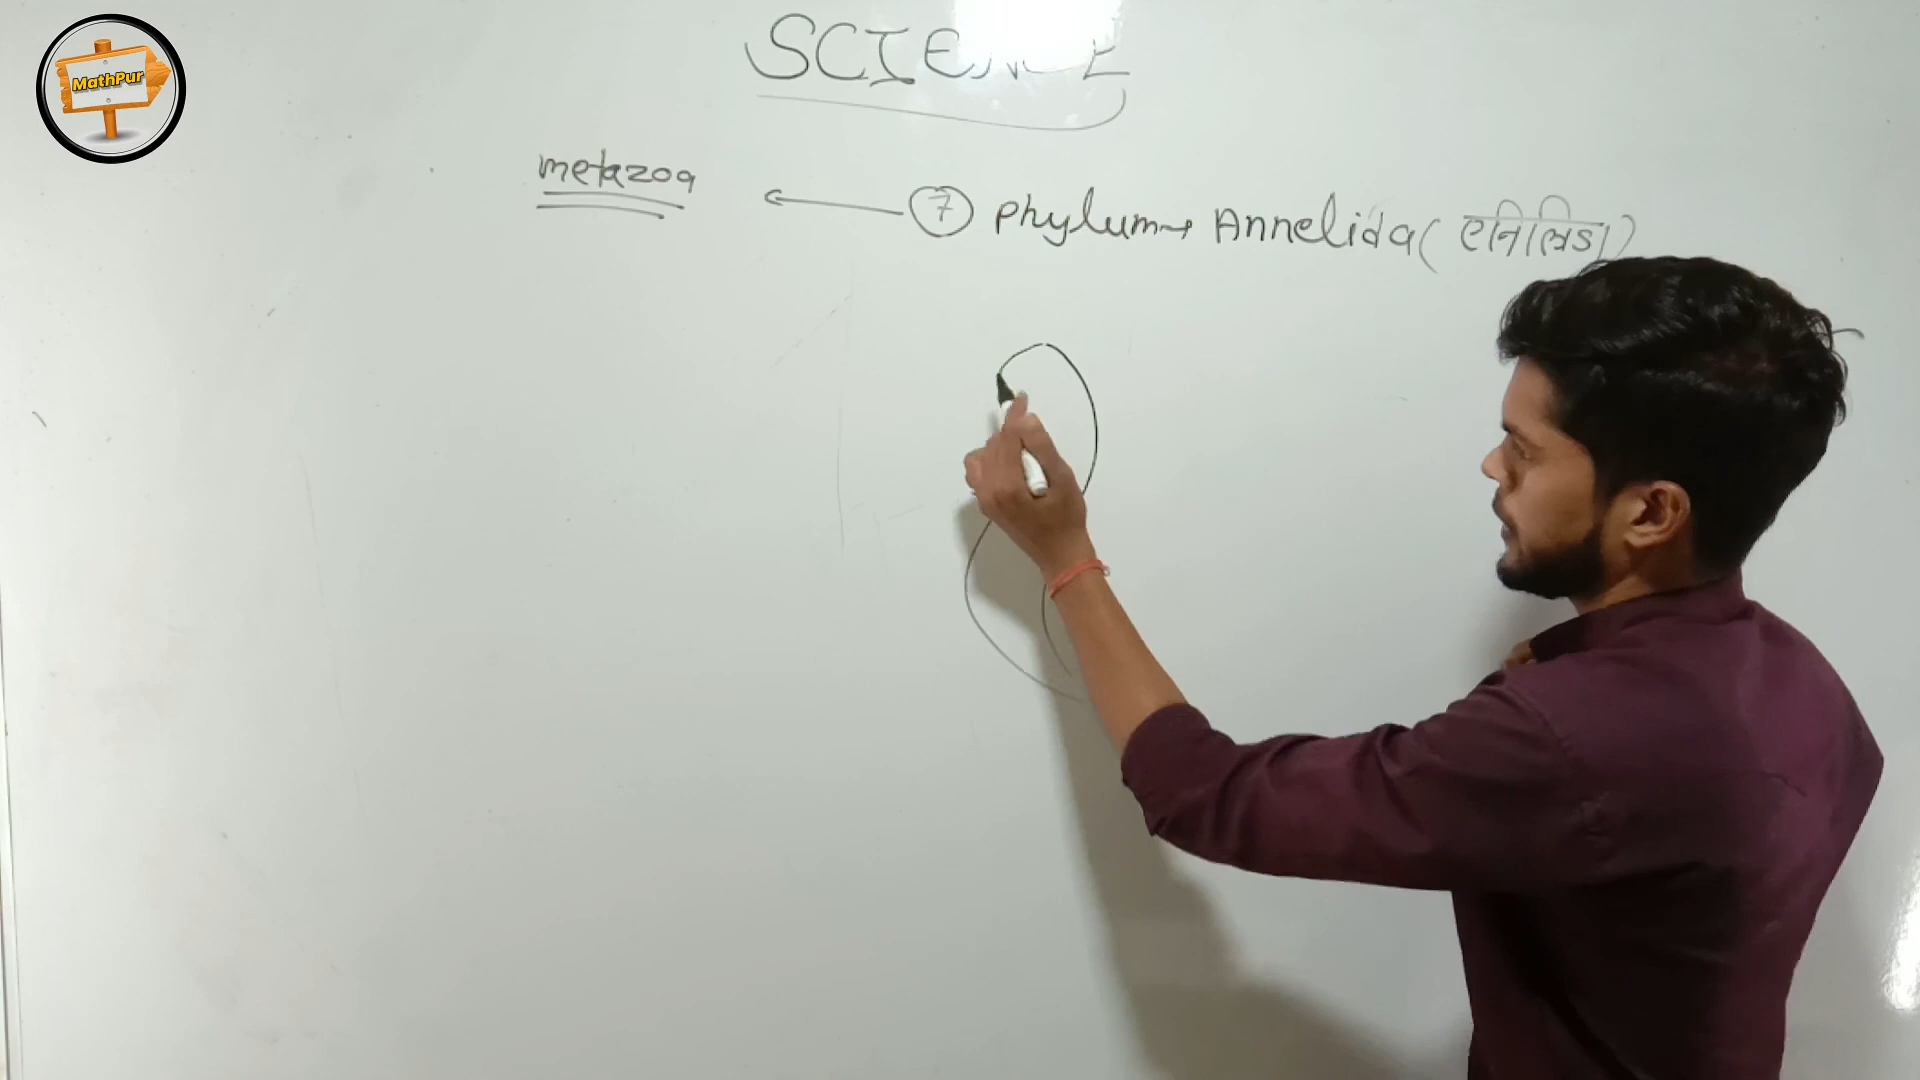 MathPur
SCIENCE
metazoa ← 7 Phylum → Annelida (एनिलिडा)